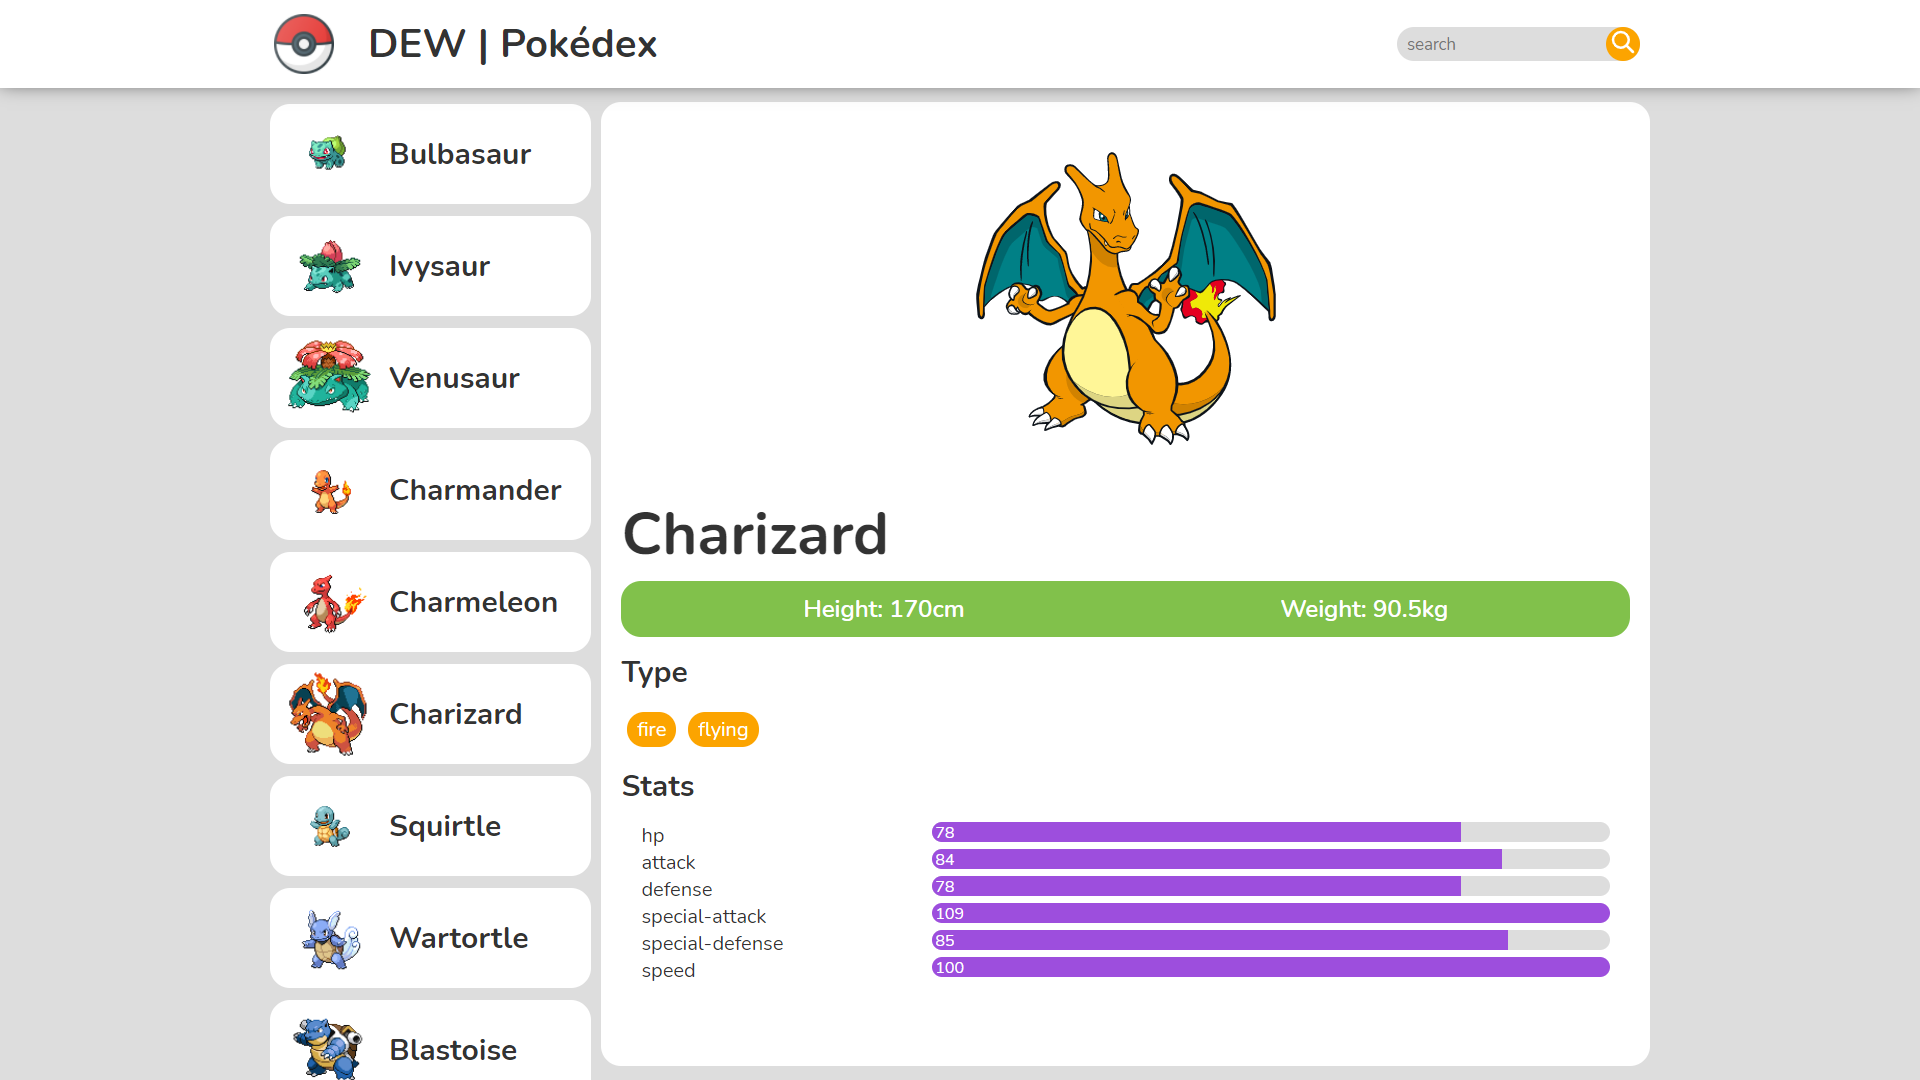 DEW | Pokédex
search
Bulbasaur
Ivysaur
Venusaur
Charmander
Charmeleon
Charizard
Squirtle
Wartortle
Blastoise
Charizard
Height: 170cm Weight: 90.5kg
Type
fire flying
Stats
hp 78
attack 84
defense 78
special-attack 109
special-defense 85
speed 100